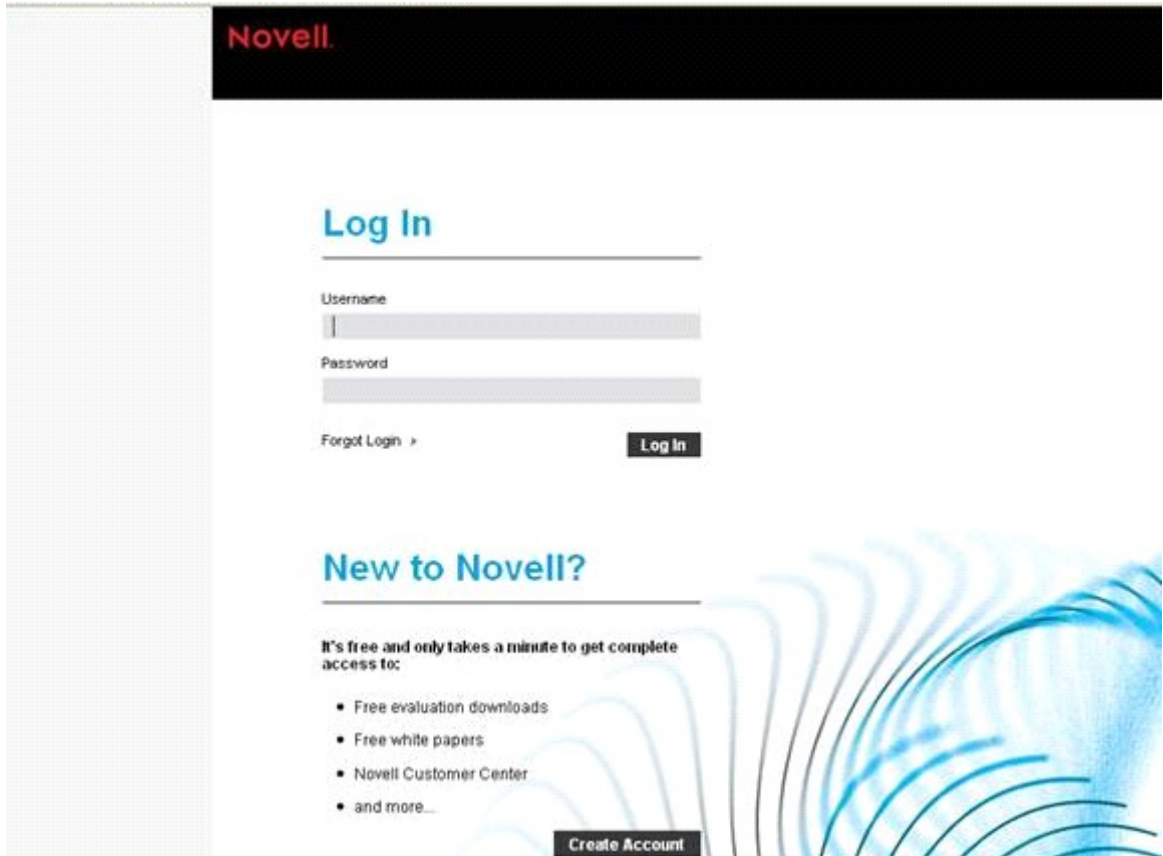 Novell.
Log In
Username
Password
Forgot Login
Log In
New to Novell?
It's free and only takes a minute to get complete
access to:
• Free evaluation downloads
• Free white papers
• Novell Customer Center
• and more...
Create Account